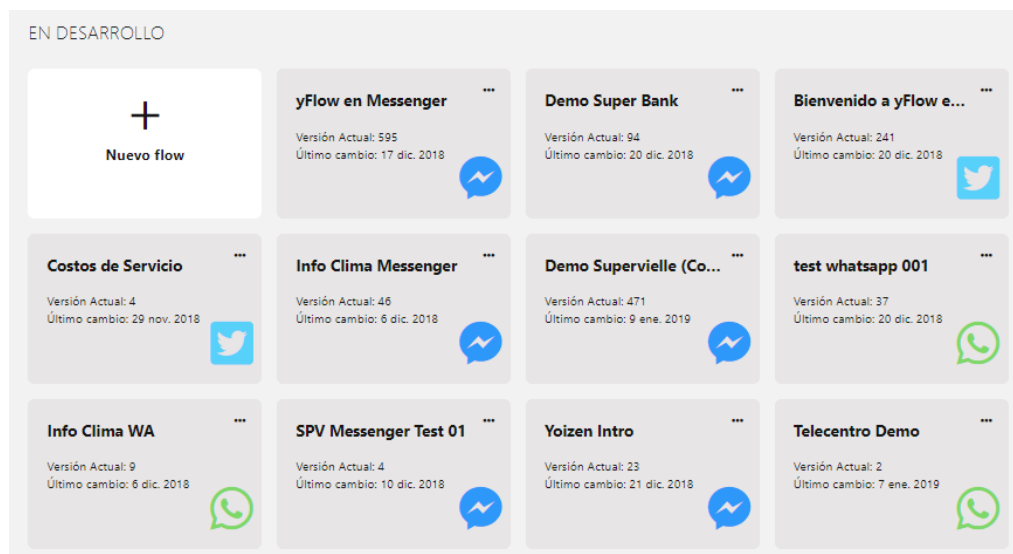 EN DESARROLLO
Nuevo flow
yFlow en Messenger
Versión Actual: 595
Último cambio: 17 dic. 2018
Demo Super Bank
Versión Actual: 94
Último cambio: 20 dic. 2018
Bienvenido a yFlow e...
Versión Actual: 241
Último cambio: 20 dic. 2018
Costos de Servicio
Versión Actual: 4
Último cambio: 29 nov. 2018
Info Clima Messenger
Versión Actual: 46
Último cambio: 6 dic. 2018
Demo Supervielle (Co...
Versión Actual: 471
Último cambio: 9 ene. 2019
test whatsapp 001
Versión Actual: 37
Último cambio: 20 dic. 2018
Info Clima WA
Versión Actual: 9
Último cambio: 6 dic. 2018
SPV Messenger Test 01
Versión Actual: 4
Último cambio: 10 dic. 2018
Yoizen Intro
Versión Actual: 23
Último cambio: 21 dic. 2018
Telecentro Demo
Versión Actual: 2
Último cambio: 7 ene. 2019